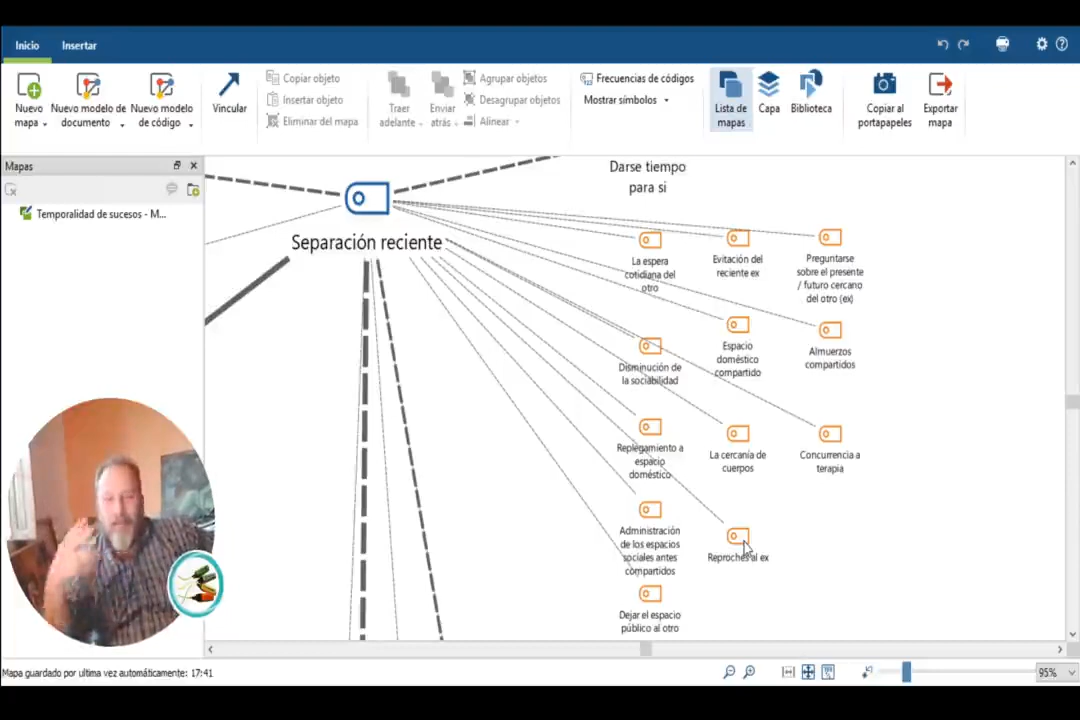 Inicio
Insertar
Nuevo
mapa
Nuevo modelo de
documento
Nuevo modelo
de código
Vincular
Copiar objeto
Insertar objeto
Eliminar del mapa
Traer
adelante
Enviar
atrás
Agrupar objetos
Desagrupar objetos
Alinear
Frecuencias de códigos
Mostrar símbolos
Lista de
mapas
Capa
Biblioteca
Copiar al
portapapeles
Exportar
mapa
Mapas
Temporalidad de sucesos - M...
Darse tiempo
para si
Separación reciente
La espera
cotidiana del
otro
Evitación del
reciente ex
Preguntarse
sobre el presente
/ futuro cercano
del otro (ex)
Espacio
doméstico
compartido
Almuerzos
compartidos
Disminución de
la sociabilidad
Replegamiento a
espacio
doméstico
La cercanía de
cuerpos
Concurrencia a
terapia
Administración
de los espacios
sociales antes
compartidos
Reproches al ex
Dejar el espacio
público al otro
Mapa guardado por ultima vez automáticamente: 17:41
95%